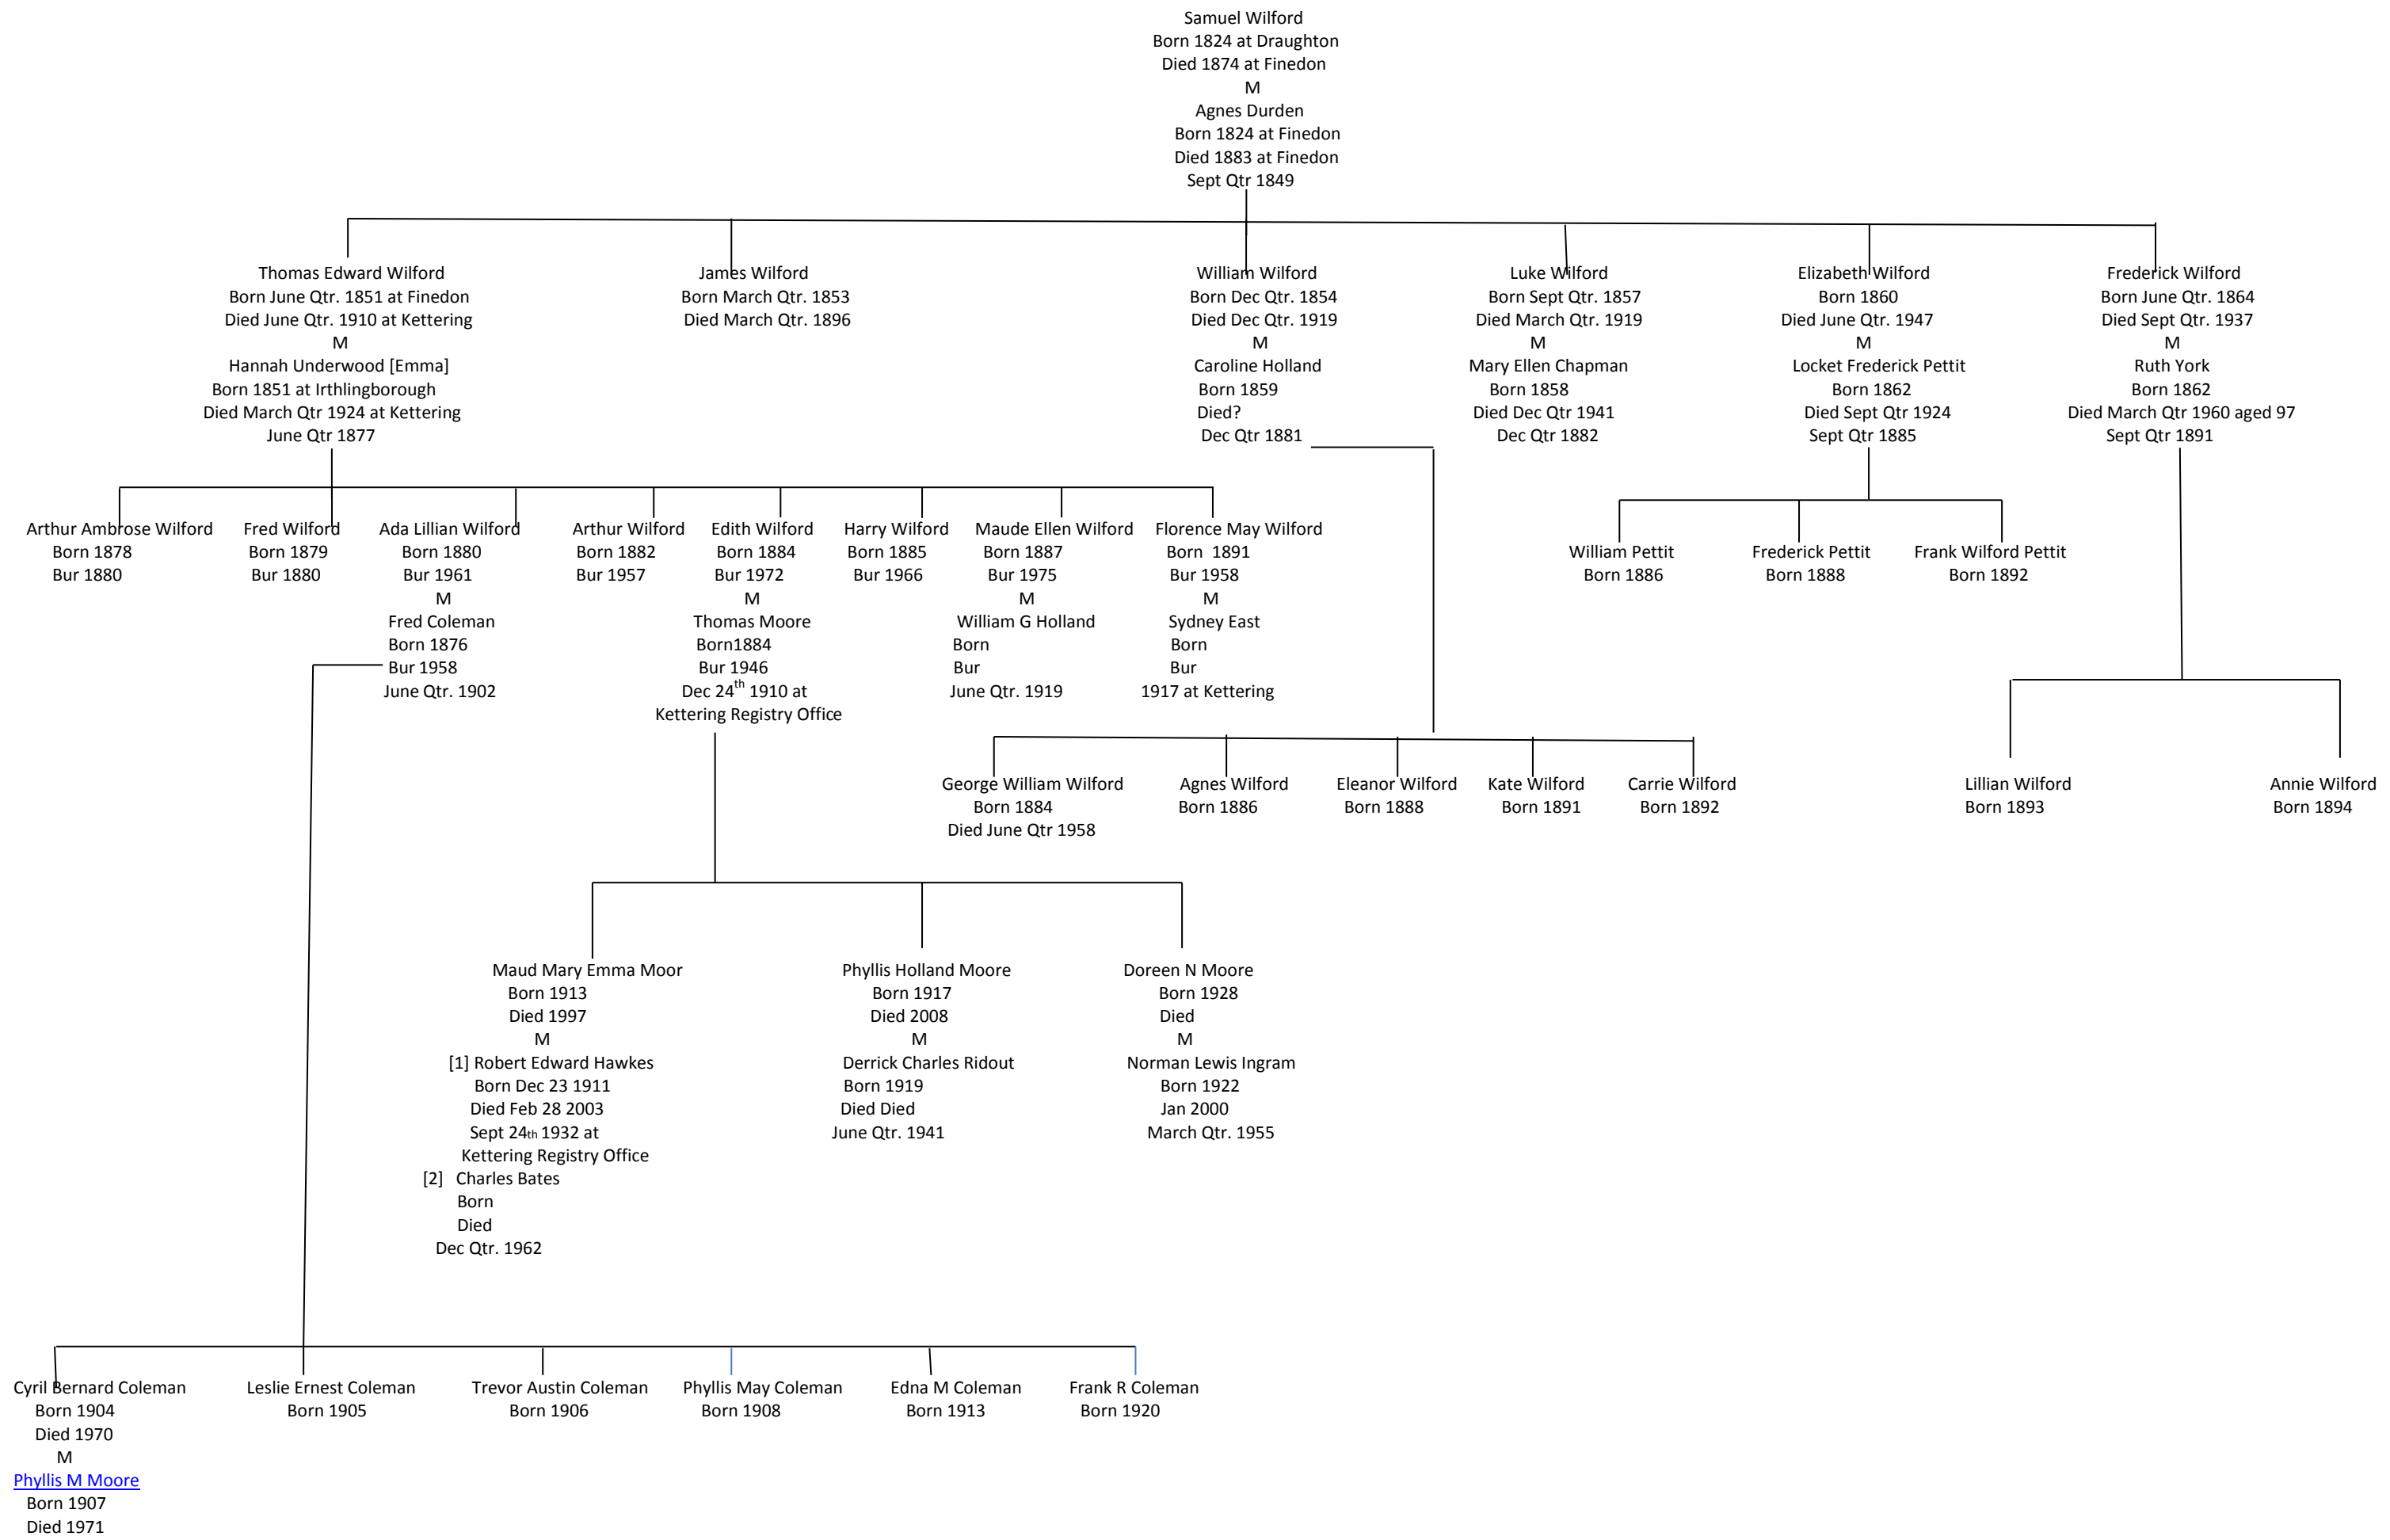 Samuel Wilford
Born 1824 at Draughton
Died 1874 at Finedon
M
Agnes Durden
Born 1824 at Finedon
Died 1883 at Finedon
Sept Qtr 1849
Thomas Edward Wilford
Born June Qtr. 1851 at Finedon
Died June Qtr. 1910 at Kettering
M
Hannah Underwood [Emma]
Born 1851 at Irthlingborough
Died March Qtr 1924 at Kettering
June Qtr 1877
James Wilford
Born March Qtr. 1853
Died March Qtr. 1896
William Wilford
Born Dec Qtr. 1854
Died Dec Qtr. 1919
M
Caroline Holland
Born 1859
Died?
Dec Qtr 1881
Luke Wilford
Born Sept Qtr. 1857
Died March Qtr. 1919
M
Mary Ellen Chapman
Born 1858
Died Dec Qtr 1941
Dec Qtr 1882
Elizabeth Wilford
Born 1860
Died June Qtr. 1947
M
Locket Frederick Pettit
Born 1862
Died Sept Qtr 1924
Sept Qtr 1885
Frederick Wilford
Born June Qtr. 1864
Died Sept Qtr. 1937
M
Ruth York
Born 1862
Died March Qtr 1960 aged 97
Sept Qtr 1891
Arthur Ambrose Wilford
Born 1878
Bur 1880
Fred Wilford
Born 1879
Bur 1880
Ada Lillian Wilford
Born 1880
Bur 1961
M
Fred Coleman
Born 1876
Bur 1958
June Qtr. 1902
Arthur Wilford
Born 1882
Bur 1957
Edith Wilford
Born 1884
Bur 1972
M
Thomas Moore
Born1884
Bur 1946
Dec 24th 1910 at
Kettering Registry Office
Harry Wilford
Born 1885
Bur 1966
Maude Ellen Wilford
Born 1887
Bur 1975
M
William G Holland
Born
Bur
June Qtr. 1919
Florence May Wilford
Born 1891
Bur 1958
M
Sydney East
Born
Bur
1917 at Kettering
William Pettit
Born 1886
Frederick Pettit
Born 1888
Frank Wilford Pettit
Born 1892
George William Wilford
Born 1884
Died June Qtr 1958
Agnes Wilford
Born 1886
Eleanor Wilford
Born 1888
Kate Wilford
Born 1891
Carrie Wilford
Born 1892
Lillian Wilford
Born 1893
Annie Wilford
Born 1894
Maud Mary Emma Moor
Born 1913
Died 1997
M
[1] Robert Edward Hawkes
Born Dec 23 1911
Died Feb 28 2003
Sept 24th 1932 at
Kettering Registry Office
[2] Charles Bates
Born
Died
Dec Qtr. 1962
Phyllis Holland Moore
Born 1917
Died 2008
M
Derrick Charles Ridout
Born 1919
Died Died
June Qtr. 1941
Doreen N Moore
Born 1928
Died
M
Norman Lewis Ingram
Born 1922
Jan 2000
March Qtr. 1955
Cyril Bernard Coleman
Born 1904
Died 1970
M
Phyllis M Moore
Born 1907
Died 1971
Leslie Ernest Coleman
Born 1905
Trevor Austin Coleman
Born 1906
Phyllis May Coleman
Born 1908
Edna M Coleman
Born 1913
Frank R Coleman
Born 1920